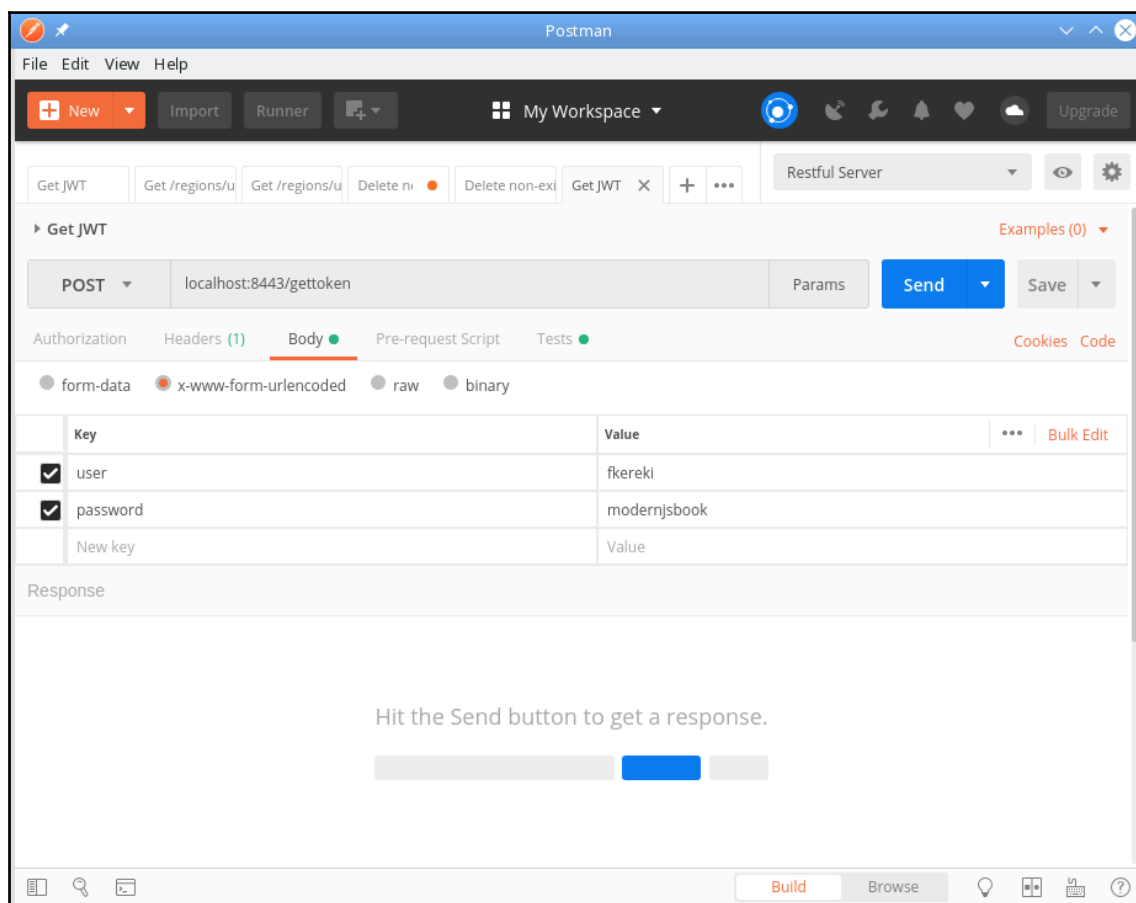 Postman
File Edit View Help
New Import Runner My Workspace Upgrade
Get JWT Get /regions/u Get /regions/u Delete n Delete non-exi Get JWT Restful Server
Get JWT Examples (0)
POST localhost:8443/gettoken Params Send Save
Authorization Headers (1) Body Pre-request Script Tests Cookies Code
form-data x-www-form-urlencoded raw binary
Key Value Bulk Edit
user fkereki
password modernjsbook
New key Value
Response
Hit the Send button to get a response.
Build Browse